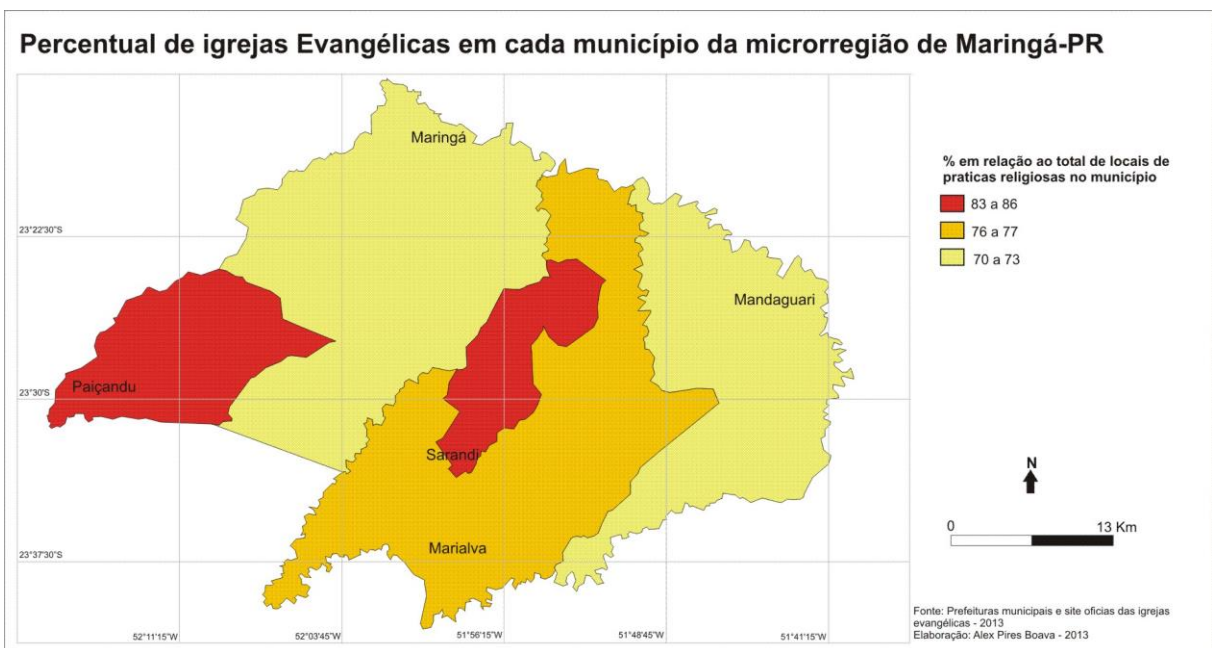 Percentual de igrejas Evangélicas em cada município da microrregião de Maringá-PR
Maringá
% em relação ao total de locais de
praticas religiosas no município
83 a 86
76 a 77
70 a 73
23°22'30"S
Mandaguari
Paiçandu
23°30'S
Sarandi
N
0 13 Km
Marialva
23°37'30"S
52°11'15"W 52°03'45"W 51°56'15"W 51°48'45"W 51°41'15"W
Fonte: Prefeituras municipais e site oficias das igrejas
evangélicas - 2013
Elaboração: Alex Pires Boava - 2013